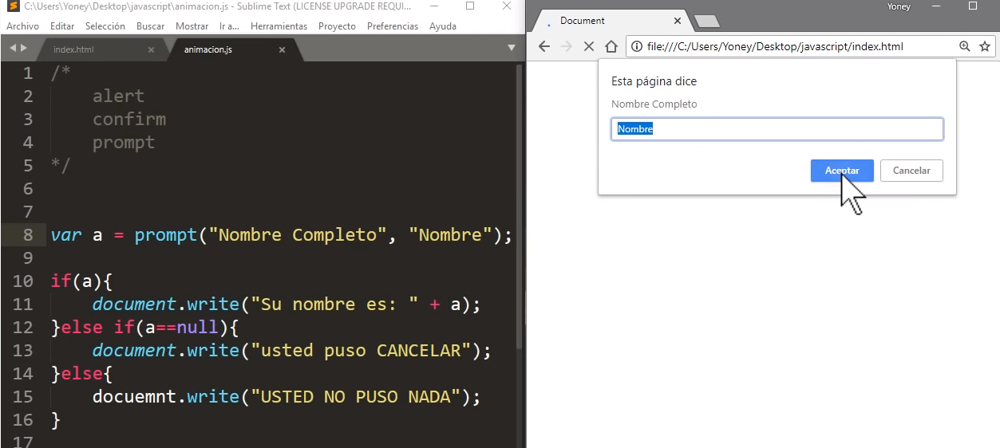 C:\Users\Yoney\Desktop\javascript\animacion.js - Sublime Text (LICENSE UPGRADE REQUI...
Archivo Editar Selección Buscar Mostrar Ir a... Herramientas Proyecto Preferencias Ayuda
index.html animacion.js
1 /*
2 alert
3 confirm
4 prompt
5 */
6
7
8 var a = prompt("Nombre Completo", "Nombre");
9
10 if(a){
11 document.write("Su nombre es: " + a);
12 }else if(a==null){
13 document.write("usted puso CANCELAR");
14 }else{
15 docuemnt.write("USTED NO PUSO NADA");
16 }
17
Yoney
Document
file:///C:/Users/Yoney/Desktop/javascript/index.html
Esta página dice
Nombre Completo
Nombre
Aceptar Cancelar